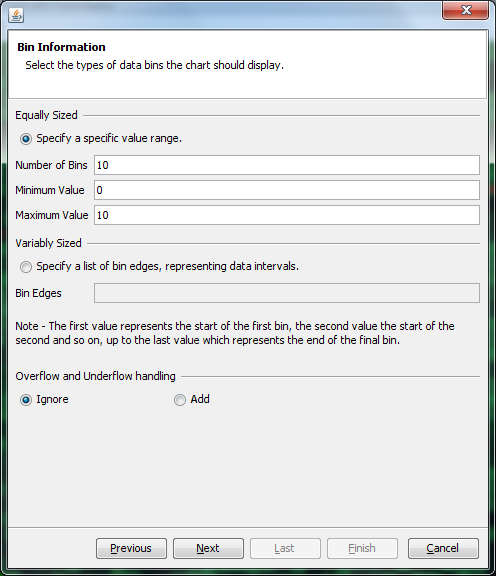 Bin Information
Select the types of data bins the chart should display.
Equally Sized
Specify a specific value range.
Number of Bins 10
Minimum Value 0
Maximum Value 10
Variably Sized
Specify a list of bin edges, representing data intervals.
Bin Edges
Note - The first value represents the start of the first bin, the second value the start of the
second and so on, up to the last value which represents the end of the final bin.
Overflow and Underflow handling
Ignore Add
Previous Next Last Finish Cancel